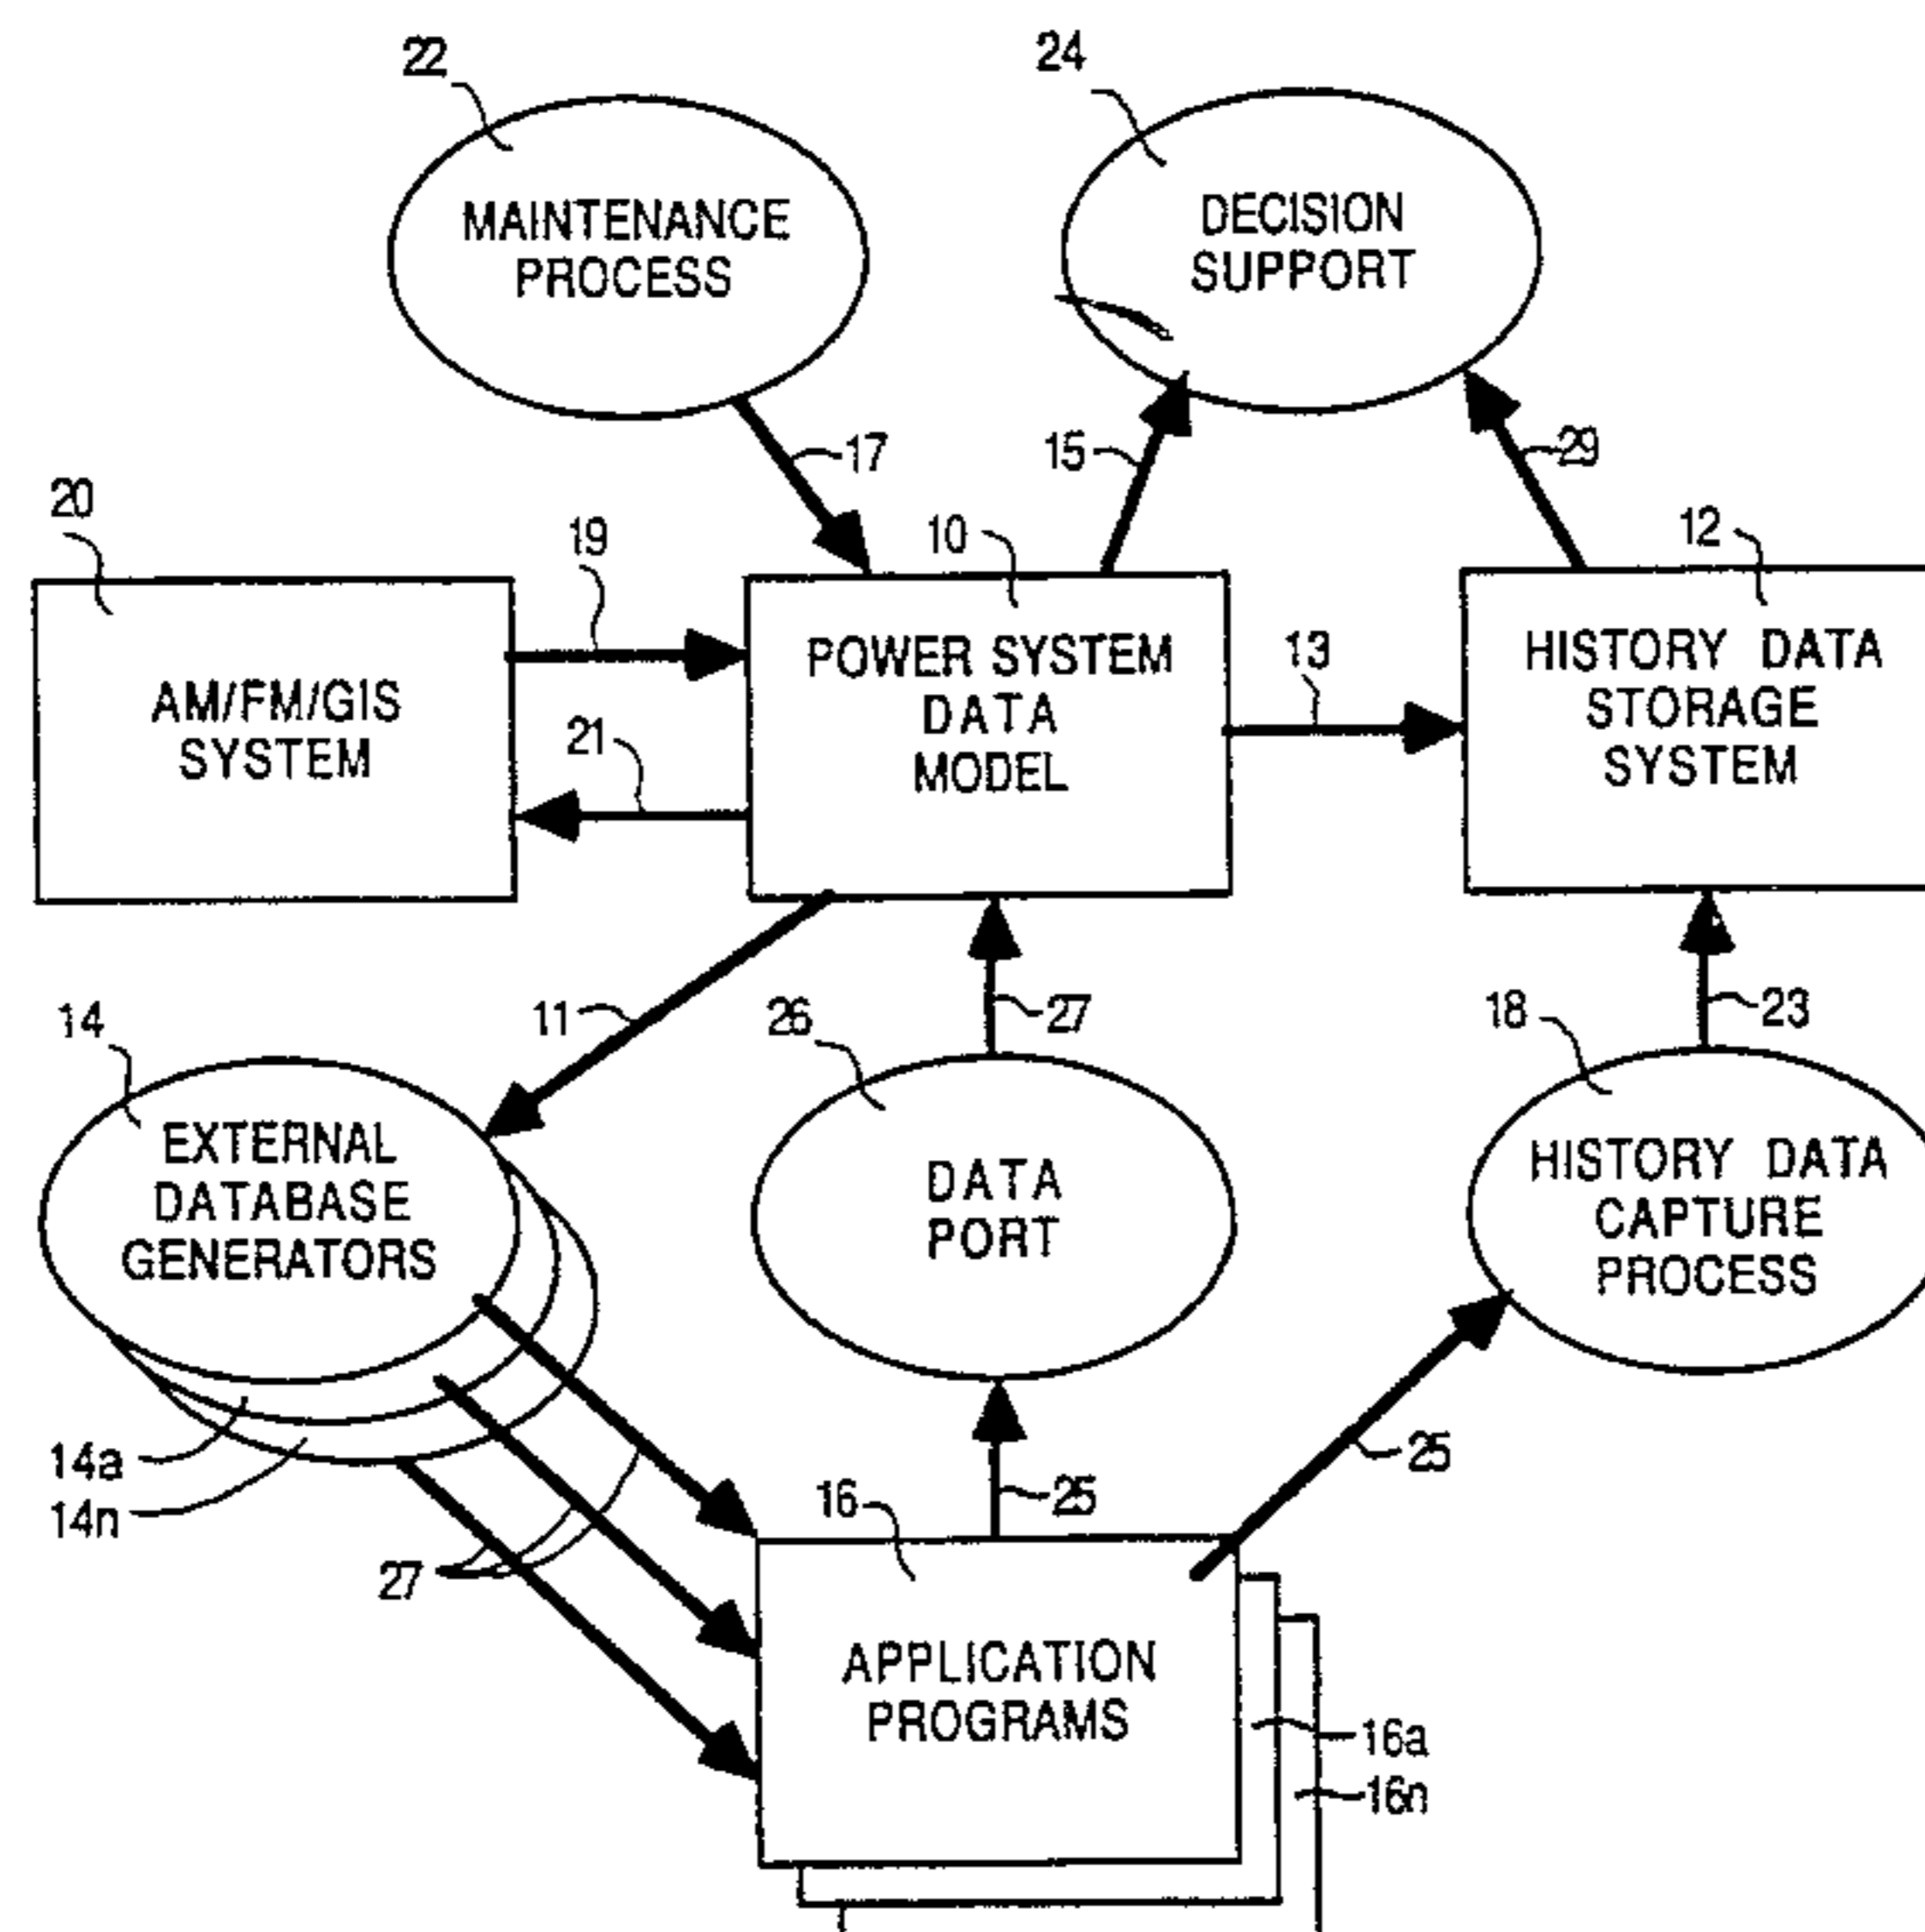 22
24
MAINTENANCE
PROCESS
DECISION
SUPPORT
17
15
29
20
19
10
12
AM/FM/GIS
SYSTEM
POWER SYSTEM
DATA
MODEL
13
HISTORY DATA
STORAGE
SYSTEM
21
14
11
26
27
18
23
EXTERNAL
DATABASE
GENERATORS
DATA
PORT
HISTORY DATA
CAPTURE
PROCESS
14a
14n
27
16
25
25
APPLICATION
PROGRAMS
16a
16n